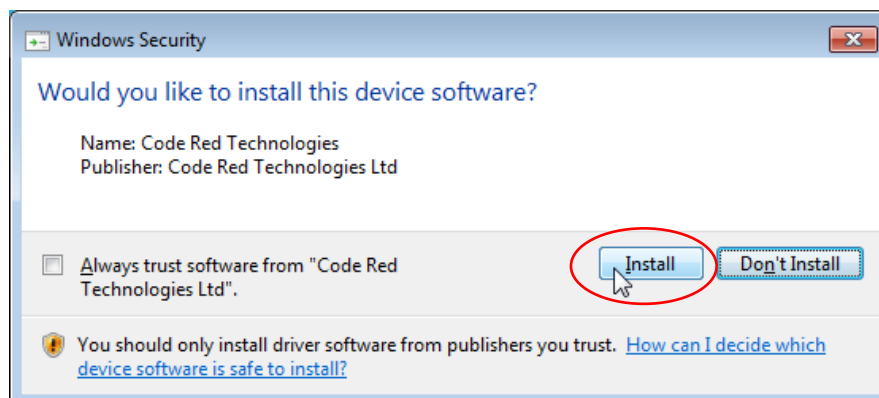 Windows Security
Would you like to install this device software?
Name: Code Red Technologies
Publisher: Code Red Technologies Ltd
Always trust software from "Code Red
Technologies Ltd".
Install
Don't Install
You should only install driver software from publishers you trust. How can I decide which
device software is safe to install?